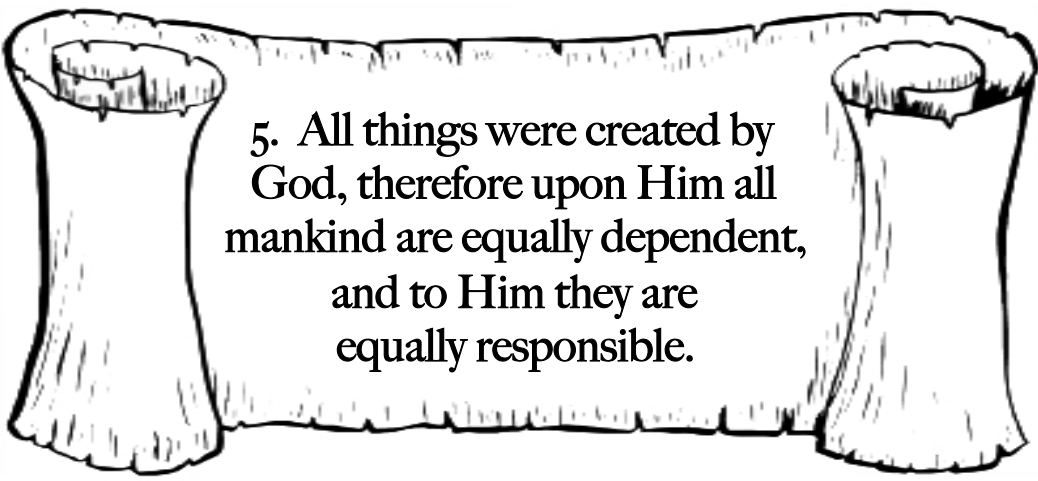 5. All things were created by
God, therefore upon Him all
mankind are equally dependent,
and to Him they are
equally responsible.